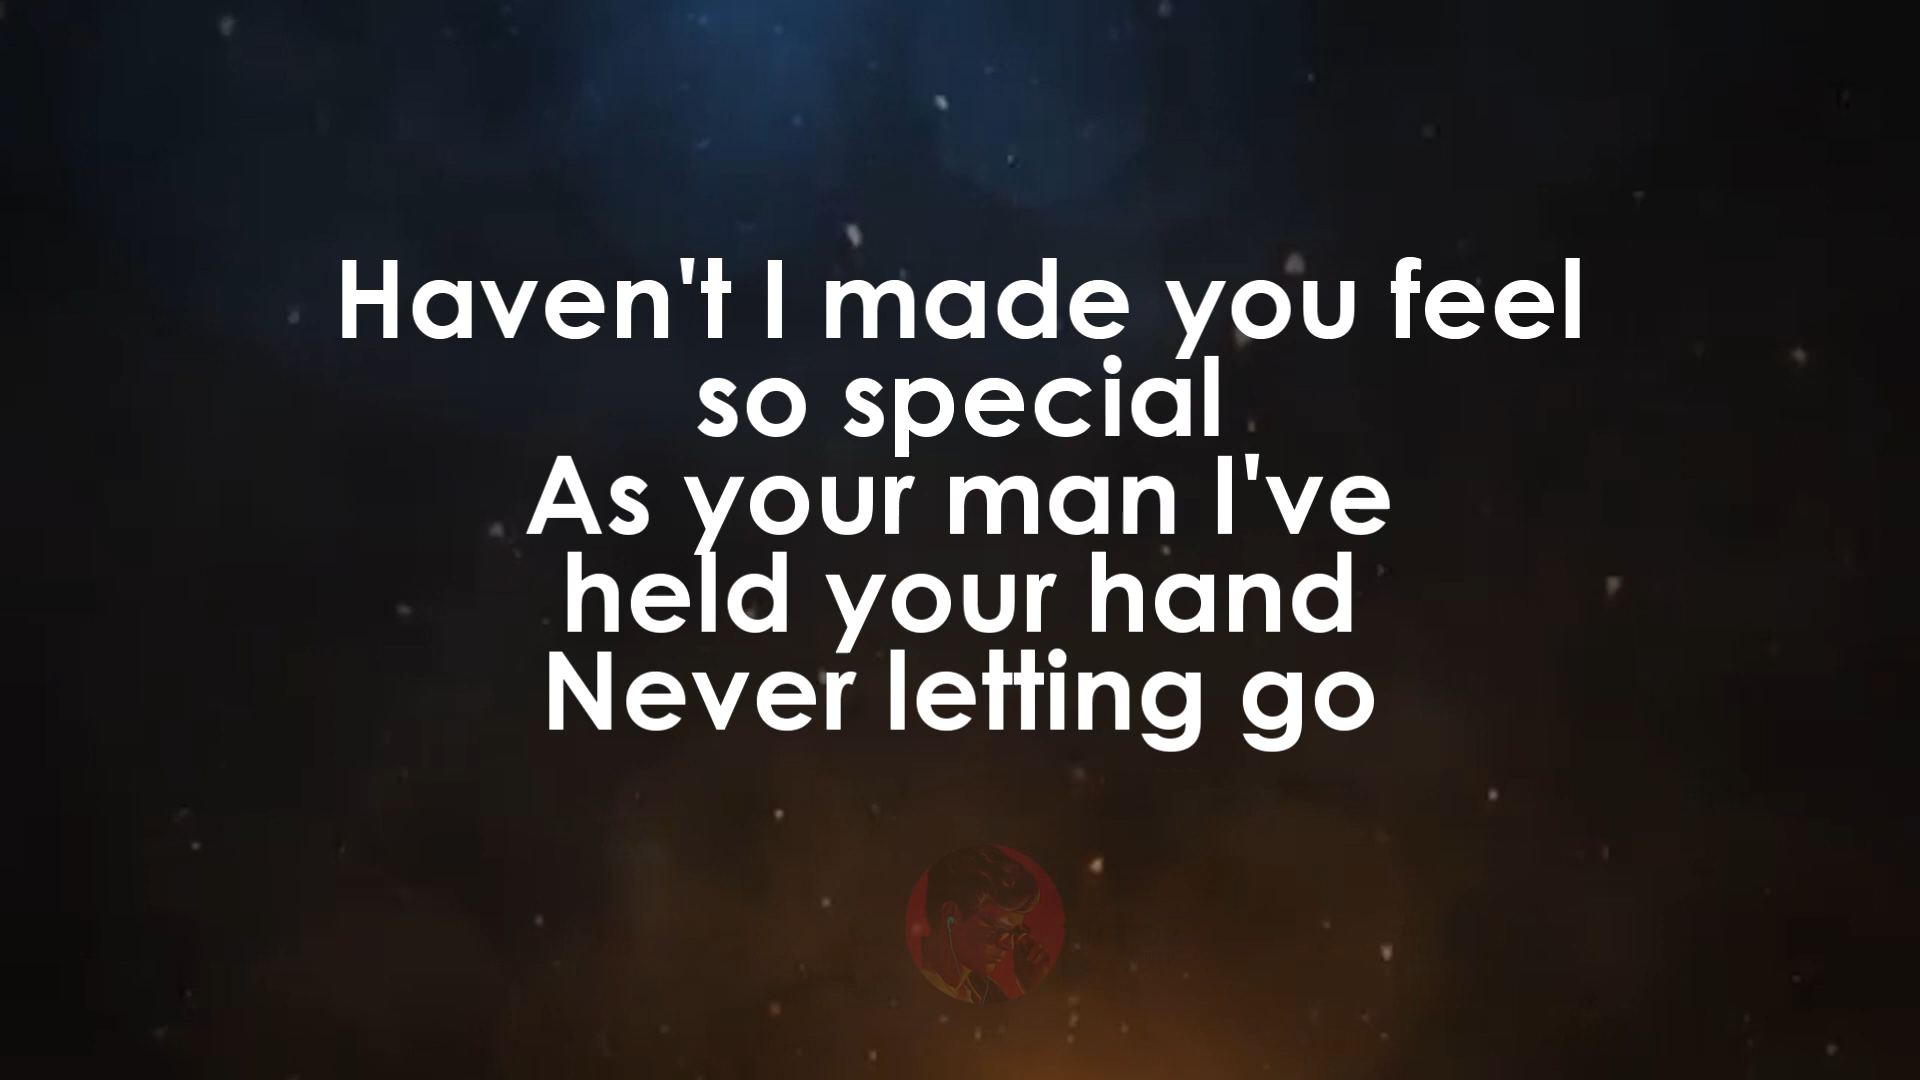 Haven't I made you feel
so special
As your man I've
held your hand
Never letting go